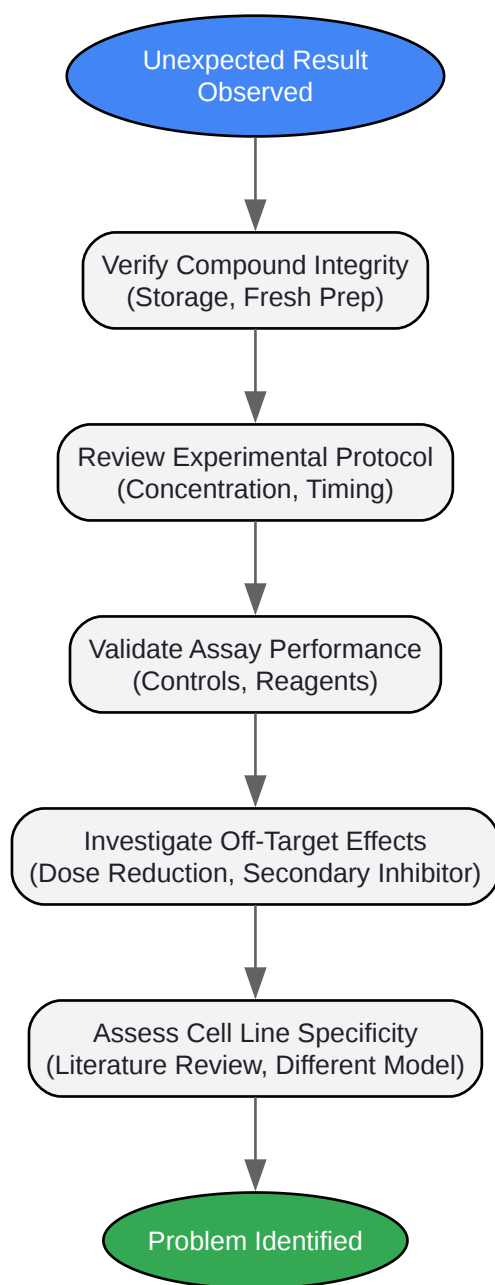 Unexpected Result
Observed
Verify Compound Integrity
(Storage, Fresh Prep)
Review Experimental Protocol
(Concentration, Timing)
Validate Assay Performance
(Controls, Reagents)
Investigate Off-Target Effects
(Dose Reduction, Secondary Inhibitor)
Assess Cell Line Specificity
(Literature Review, Different Model)
Problem Identified